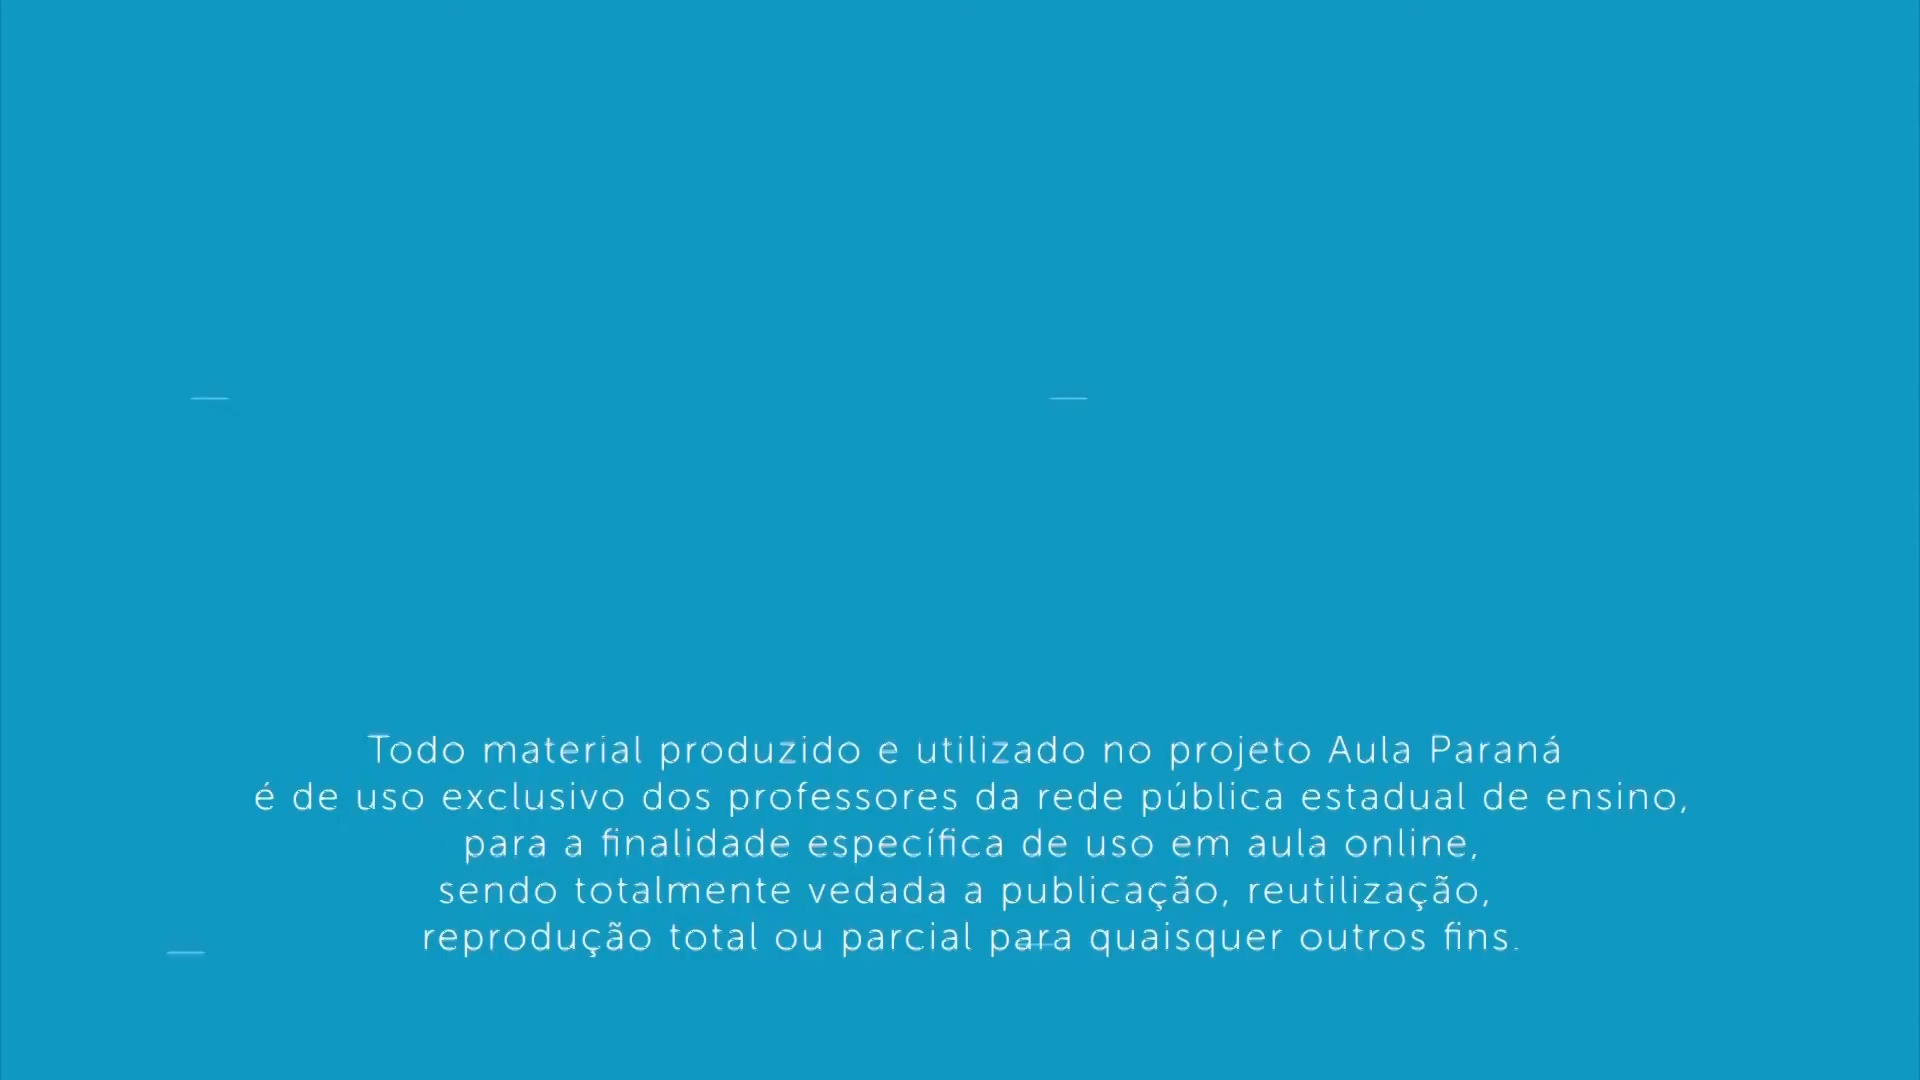 Todo material produzido e utilizado no projeto Aula Paraná
é de uso exclusivo dos professores da rede pública estadual de ensino,
para a finalidade específica de uso em aula online,
sendo totalmente vedada a publicação, reutilização,
reprodução total ou parcial para quaisquer outros fins.